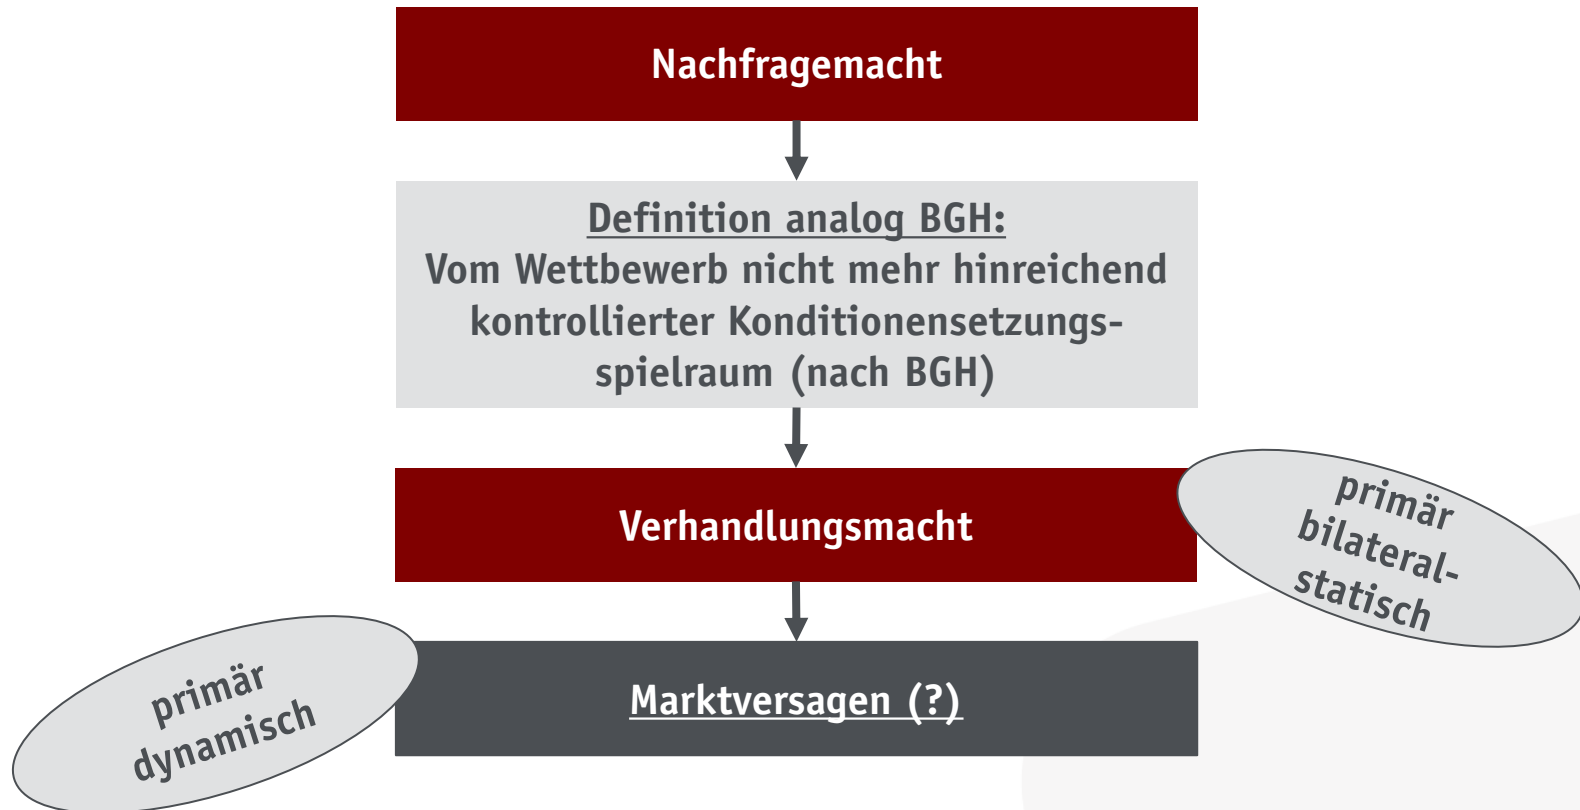 Nachfragemacht
Definition analog BGH:
Vom Wettbewerb nicht mehr hinreichend
kontrollierter Konditionensetzungs-
spielraum (nach BGH)
Verhandlungsmacht
primär
bilateral-
statisch
Marktversagen (?)
primär
dynamisch